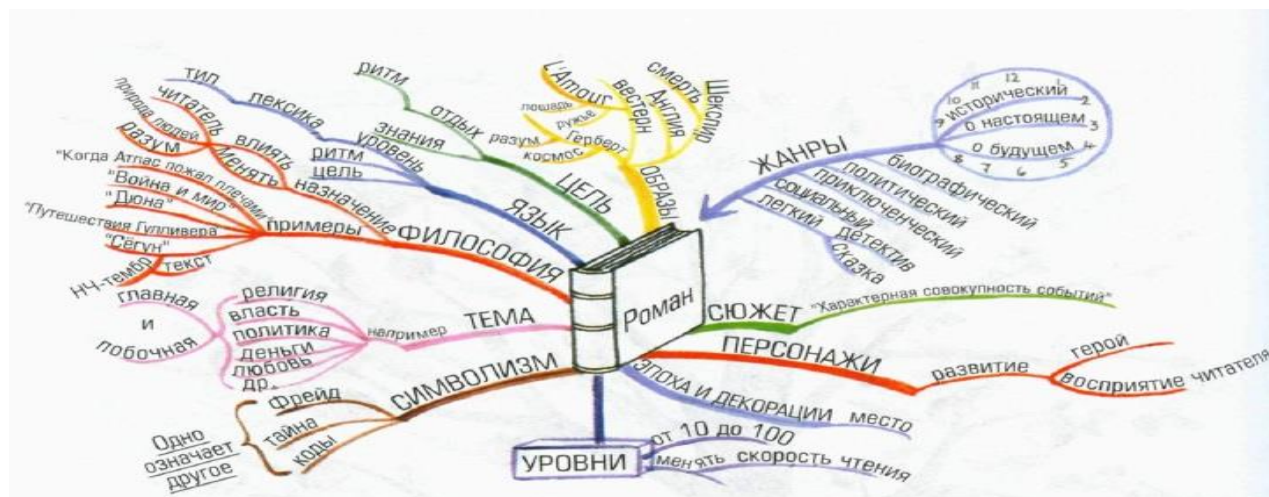 Роман
ЖАНРЫ
исторический
о настоящем
о будущем
12
1
2
3
4
5
6
7
8
9
10
11
биографический
политический
приключенческий
социальный
детектив
легкий
сказка
СЮЖЕТ
"Характерная совокупность событий"
ПЕРСОНАЖИ
развитие
герой
восприятие читателя
ЭПОХА И ДЕКОРАЦИИ
место
УРОВНИ
от 10 до 100
менять скорость чтения
СИМВОЛИЗМ
Фрейд
тайна
коды
Одно
означает
другое
ТЕМА
например
религия
власть
политика
деньги
любовь
др.
главная
и
побочная
ФИЛОСОФИЯ
назначение
влиять
менять
читатель
природа людей
разум
примеры
"Когда Атлас пожал плечами"
"Война и мир"
"Дюна"
"Путешествия Гулливера
"Сёгун"
НЧ-тембр
текст
ЯЗЫК
уровень
лексика
тип
ритм
цель
ЦЕЛЬ
отдых
ритм
знания
ОБРАЗЫ
Герберт
разум
космос
вестерн
L'Amour
лошадь
ружье
Англия
смерть
Шекспир